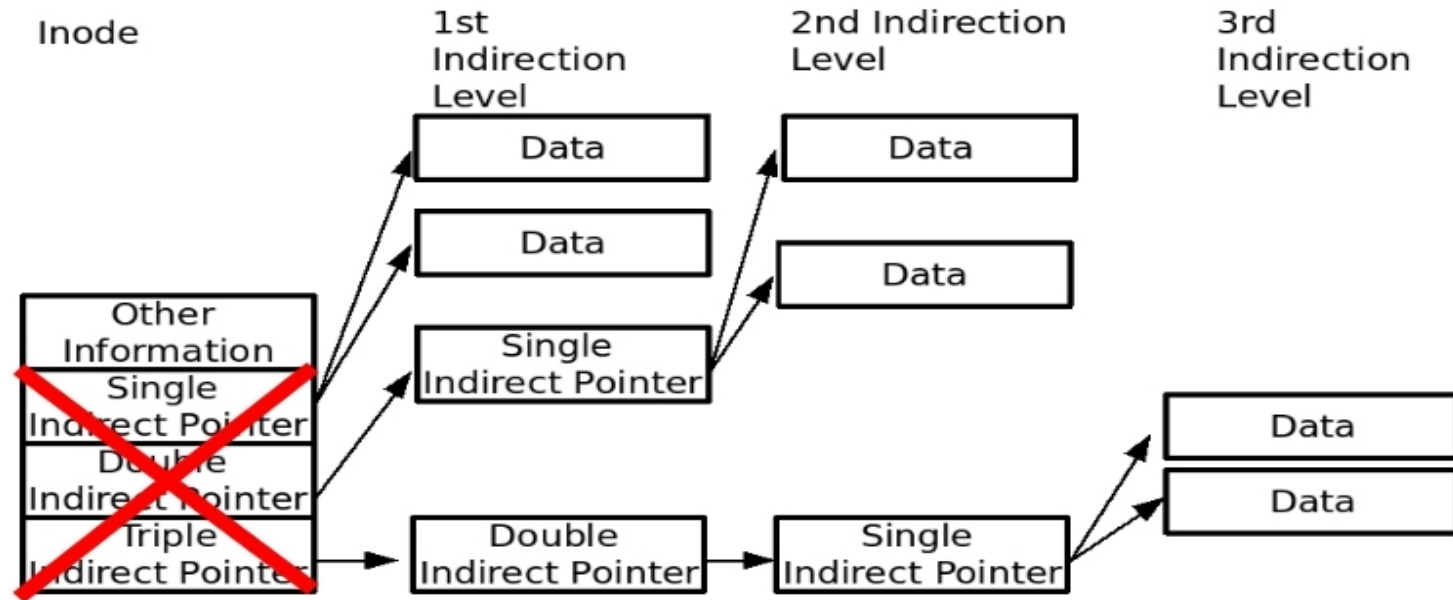 Inode
1st
Indirection
Level
2nd Indirection
Level
3rd
Indirection
Level
Data
Data
Data
Data
Other
Information
Single
Indirect Pointer
Double
Indirect Pointer
Triple
Indirect Pointer
Single
Indirect Pointer
Double
Indirect Pointer
Single
Indirect Pointer
Data
Data